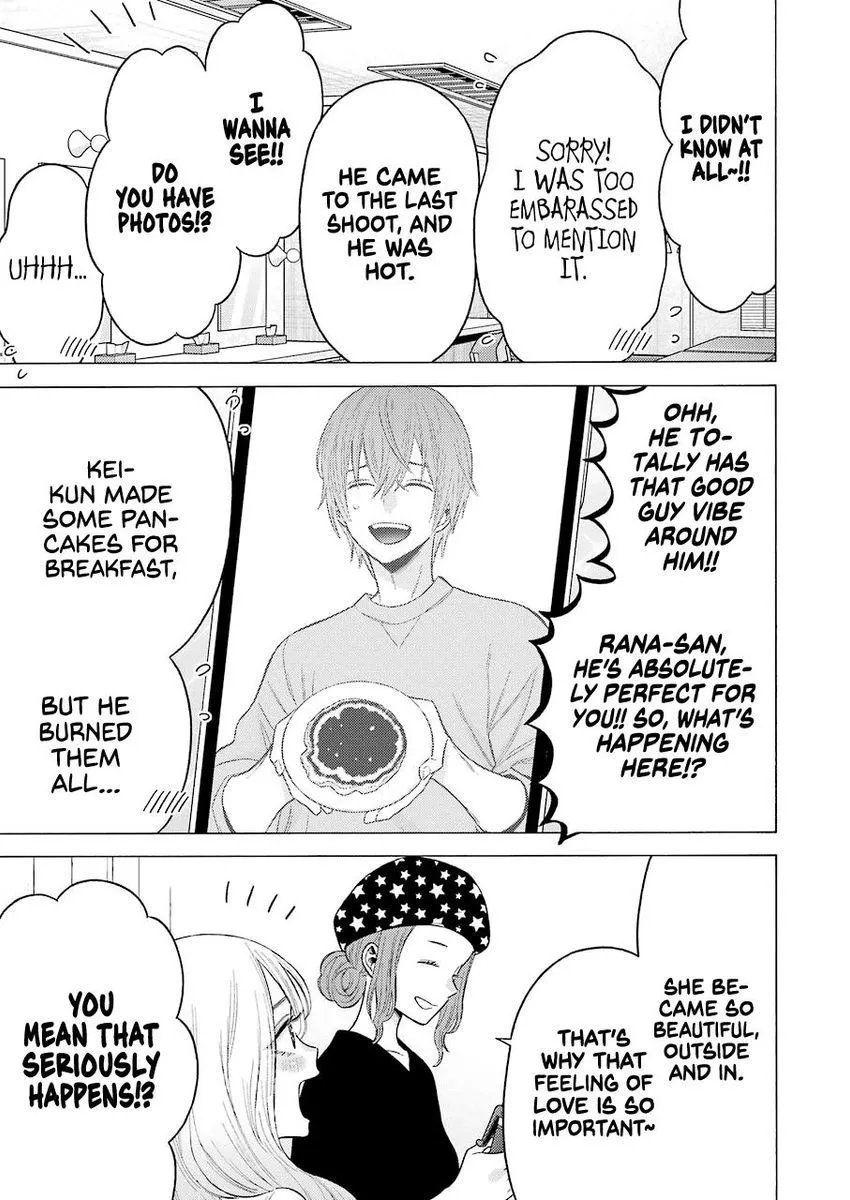 I DIDN'T
KNOW AT
ALL~!!
SORRY!
I WAS TOO
EMBARASSED
TO MENTION
IT.
HE CAME
TO THE LAST
SHOOT, AND
HE WAS
HOT.
I
WANNA
SEE!!
DO
YOU HAVE
PHOTOS!?
UHHH...
OHH,
HE TO-
TALLY HAS
THAT GOOD
GUY VIBE
AROUND
HIM!!
RANA-SAN,
HE'S ABSOLUTE-
LY PERFECT FOR
YOU!! SO, WHAT'S
HAPPENING
HERE!?
KEI-
KUN MADE
SOME PAN-
CAKES FOR
BREAKFAST,
BUT HE
BURNED
THEM
ALL...
SHE BE-
CAME SO
BEAUTIFUL,
OUTSIDE
AND IN.
THAT'S
WHY THAT
FEELING OF
LOVE IS SO
IMPORTANT~
YOU
MEAN THAT
SERIOUSLY
HAPPENS!?